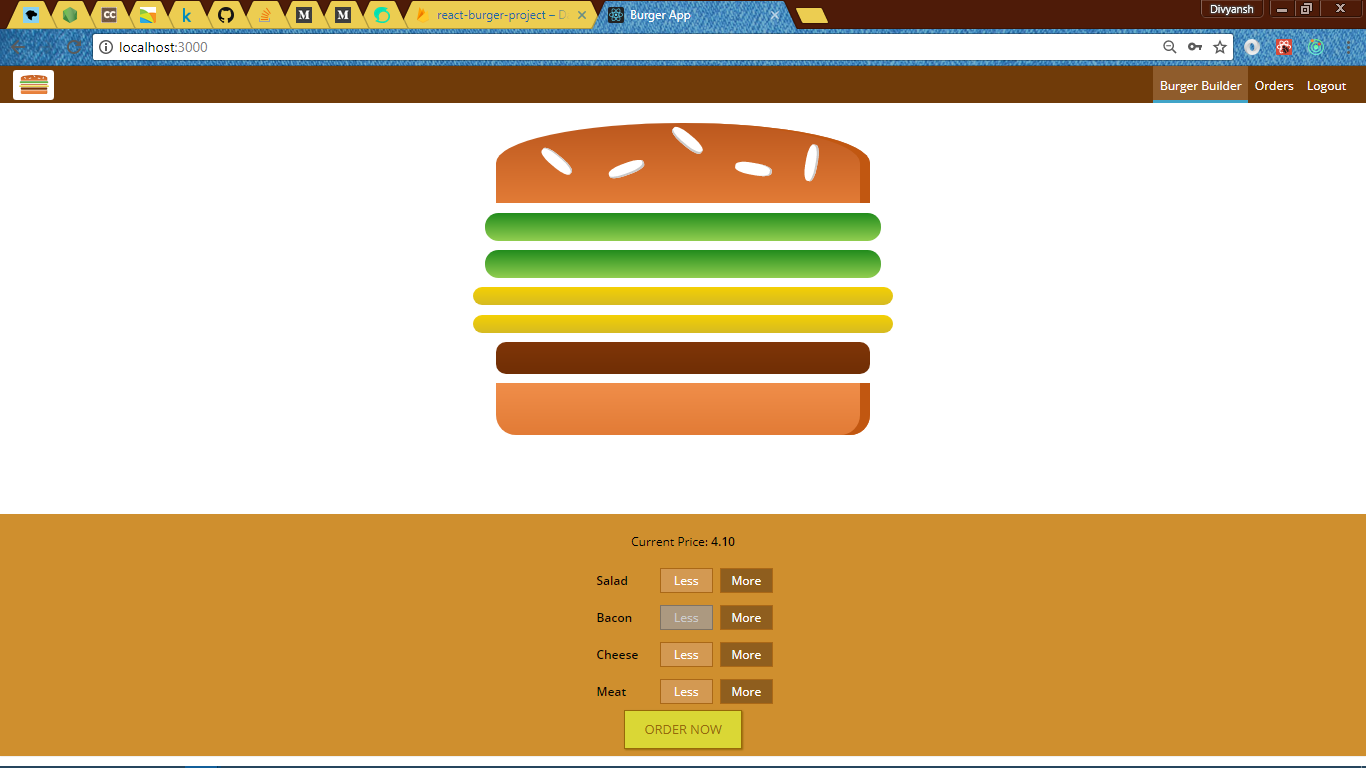 react-burger-project – D
Burger App
Divyansh
localhost:3000
Burger Builder Orders Logout
Current Price: 4.10
Salad Less More
Bacon Less More
Cheese Less More
Meat Less More
ORDER NOW